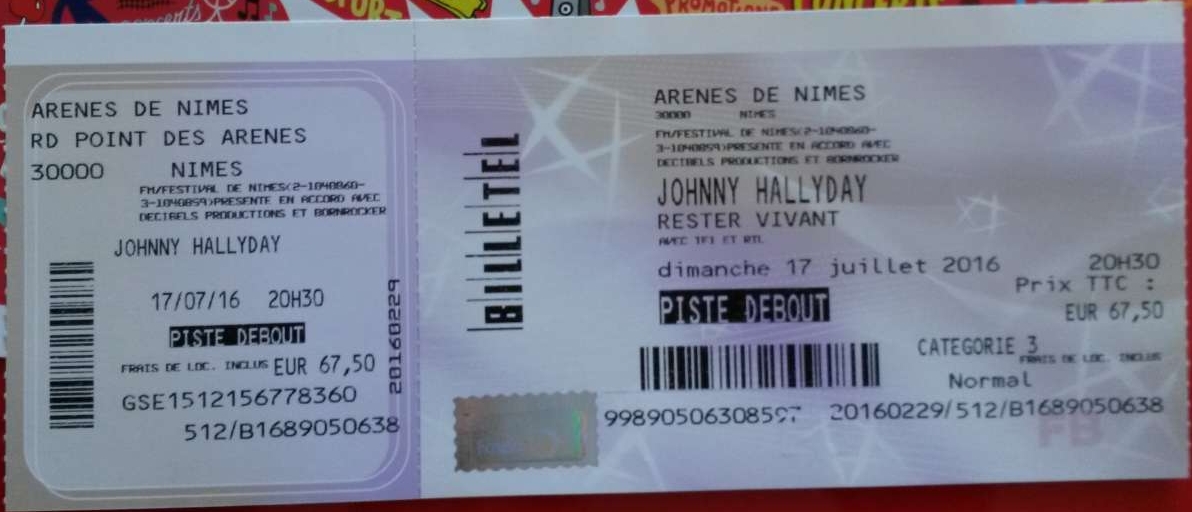 concerts
PROMOTIONS
ARENES DE NIMES
RD POINT DES ARENES
30000 NIMES
FM/FESTIVAL DE NIMES(2-1040860-
3-1040859)PRESENTE EN ACCORD AVEC
DECIBELS PRODUCTIONS ET BORNROCKER
JOHNNY HALLYDAY
17/07/16 20H30
PISTE DEBOUT
FRAIS DE LOC. INCLUS EUR 67,50
GSE1512156778360
512/B1689050638
20160229
BILLETEL
ARENES DE NIMES
30000 NIMES
FM/FESTIVAL DE NIMES(2-1040860-
3-1040859)PRESENTE EN ACCORD AVEC
DECIBELS PRODUCTIONS ET BORNROCKER
JOHNNY HALLYDAY
RESTER VIVANT
AVEC TF1 ET RTL
dimanche 17 juillet 2016 20H30
Prix TTC :
PISTE DEBOUT EUR 67,50
CATEGORIE 3
FRAIS DE LOC. INCLUS
Normal
99890506308597 20160229/512/B1689050638
FB